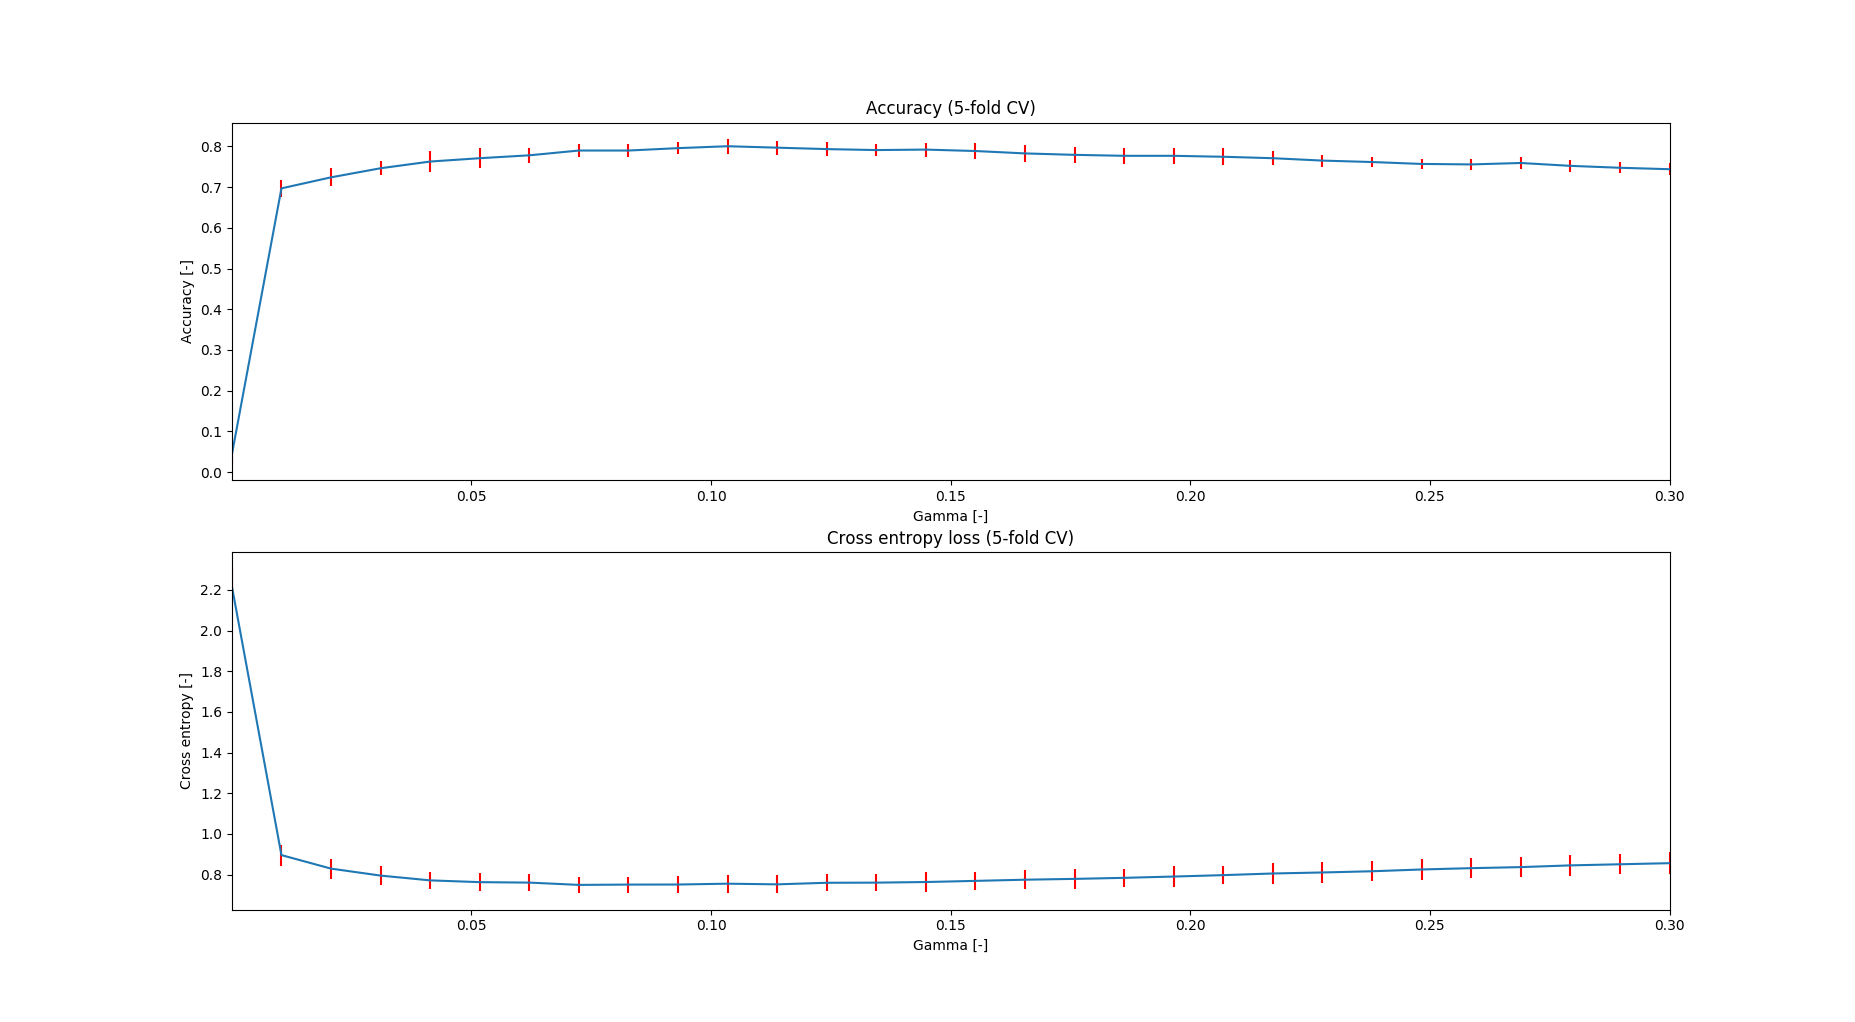 Accuracy (5-fold CV)
0.8
0.7
0.6
0.5
0.4
0.3
0.2
0.1
0.0
Accuracy [-]
0.05 0.10 0.15 0.20 0.25 0.30
Gamma [-]
Cross entropy loss (5-fold CV)
2.2
2.0
1.8
1.6
1.4
1.2
1.0
0.8
Cross entropy [-]
0.05 0.10 0.15 0.20 0.25 0.30
Gamma [-]